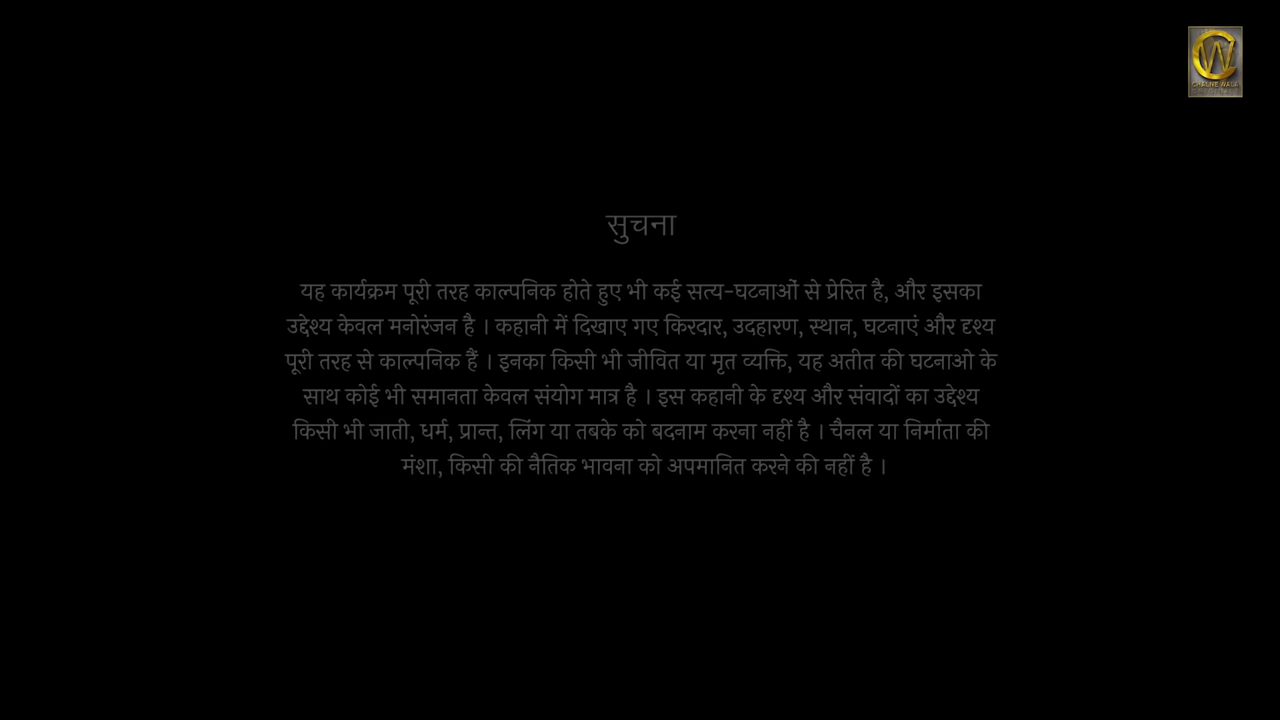 CHALNE WALA
सुचना
यह कार्यक्रम पूरी तरह काल्पनिक होते हुए भी कई सत्य-घटनाओं से प्रेरित है, और इसका
उद्देश्य केवल मनोरंजन है । कहानी में दिखाए गए किरदार, उदहारण, स्थान, घटनाएं और दृश्य
पूरी तरह से काल्पनिक हैं । इनका किसी भी जीवित या मृत व्यक्ति, यह अतीत की घटनाओ के
साथ कोई भी समानता केवल संयोग मात्र है । इस कहानी के दृश्य और संवादों का उद्देश्य
किसी भी जाती, धर्म, प्रान्त, लिंग या तबके को बदनाम करना नहीं है । चैनल या निर्माता की
मंशा, किसी की नैतिक भावना को अपमानित करने की नहीं है ।